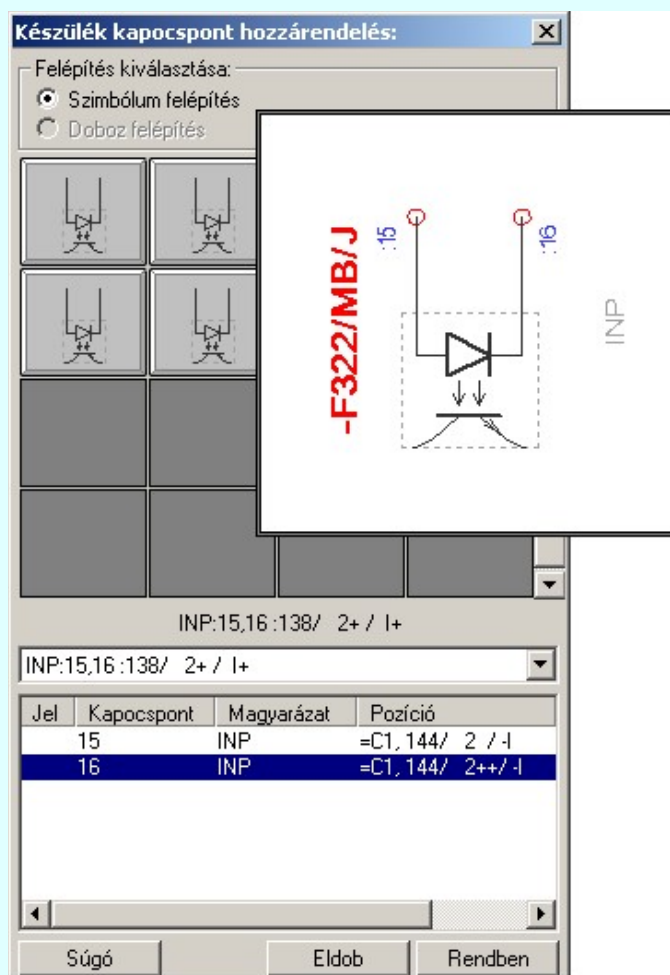 Készülék kapocspont hozzárendelés:
Felépítés kiválasztása:
Szimbólum felépítés
Doboz felépítés
-F322/MB/J
:15
:16
INP
INP:15,16 :138/ 2+ / I+
INP:15,16 :138/ 2+ / I+
Jel Kapocspont Magyarázat Pozíció
15 INP =C1, 144/ 2 / -I
16 INP =C1, 144/ 2++/ -I
Súgó Eldob Rendben